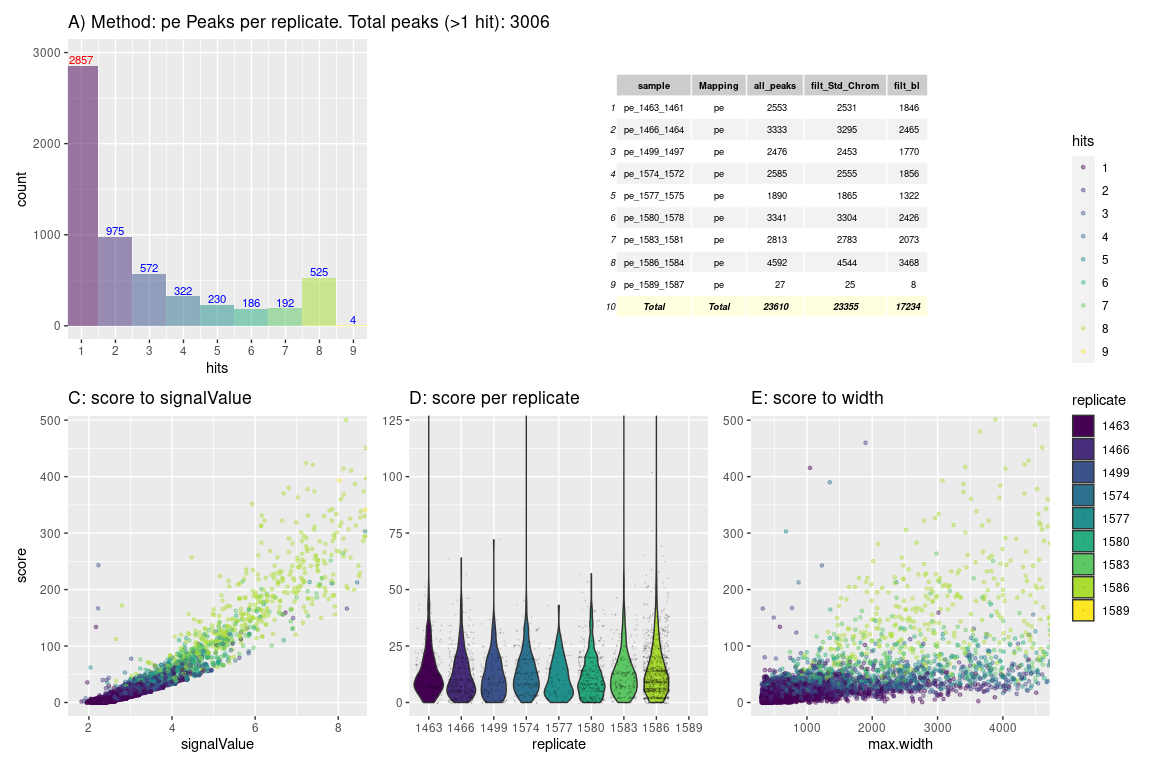 A) Method: pe Peaks per replicate. Total peaks (>1 hit): 3006
3000
2000
1000
0
count
2857
975
572
322
230
186
192
525
4
1 2 3 4 5 6 7 8 9
hits
sample Mapping all_peaks filt_Std_Chrom filt_bl
1 pe_1463_1461 pe 2553 2531 1846
2 pe_1466_1464 pe 3333 3295 2465
3 pe_1499_1497 pe 2476 2453 1770
4 pe_1574_1572 pe 2585 2555 1856
5 pe_1577_1575 pe 1890 1865 1322
6 pe_1580_1578 pe 3341 3304 2426
7 pe_1583_1581 pe 2813 2783 2073
8 pe_1586_1584 pe 4592 4544 3468
9 pe_1589_1587 pe 27 25 8
10 Total Total 23610 23355 17234
hits
1
2
3
4
5
6
7
8
9
C: score to signalValue
500
400
300
200
100
0
score
2 4 6 8
signalValue
D: score per replicate
125
100
75
50
25
0
1463 1466 1499 1574 1577 1580 1583 1586 1589
replicate
E: score to width
500
400
300
200
100
0
1000 2000 3000 4000
max.width
replicate
1463
1466
1499
1574
1577
1580
1583
1586
1589